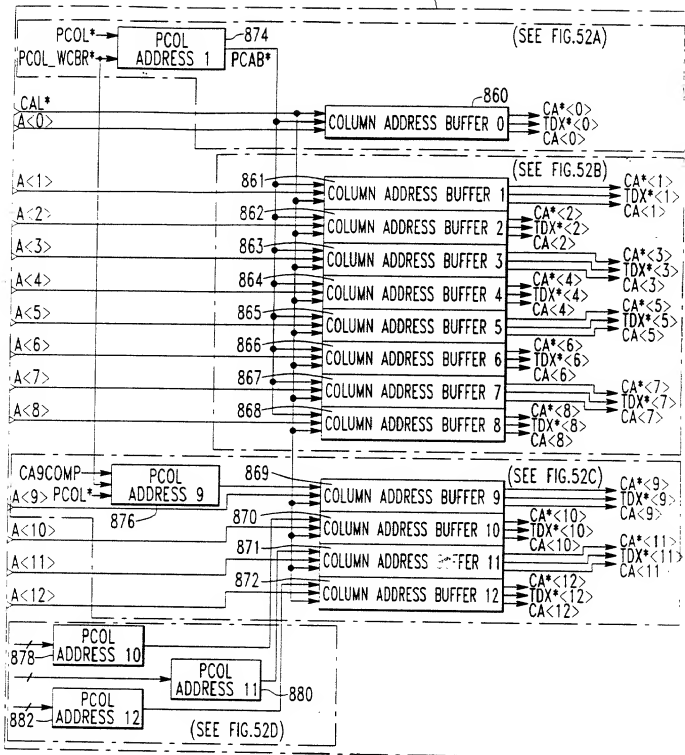 PCOL*
PCOL
ADDRESS 1
874
(SEE FIG.52A)
PCOL_WCBR*
PCAB*
860
CAL*
A<0>
COLUMN ADDRESS BUFFER 0
CA*<0>
TDX*<0>
CA<0>
(SEE FIG.52B)
A<1>
861
COLUMN ADDRESS BUFFER 1
CA*<1>
TDX*<1>
CA<1>
A<2>
862
COLUMN ADDRESS BUFFER 2
CA*<2>
TDX*<2>
CA<2>
A<3>
863
COLUMN ADDRESS BUFFER 3
CA*<3>
TDX*<3>
CA<3>
A<4>
864
COLUMN ADDRESS BUFFER 4
CA*<4>
TDX*<4>
CA<4>
A<5>
865
COLUMN ADDRESS BUFFER 5
CA*<5>
TDX*<5>
CA<5>
A<6>
866
COLUMN ADDRESS BUFFER 6
CA*<6>
TDX*<6>
CA<6>
A<7>
867
COLUMN ADDRESS BUFFER 7
CA*<7>
TDX*<7>
CA<7>
A<8>
868
COLUMN ADDRESS BUFFER 8
CA*<8>
TDX*<8>
CA<8>
CA9COMP
PCOL
ADDRESS 9
PCOL*
876
(SEE FIG.52C)
A<9>
869
COLUMN ADDRESS BUFFER 9
CA*<9>
TDX*<9>
CA<9>
A<10>
870
COLUMN ADDRESS BUFFER 10
CA*<10>
TDX*<10>
CA<10>
A<11>
871
COLUMN ADDRESS FFER 11
CA*<11>
TDX*<11>
CA<11
A<12>
872
COLUMN ADDRESS BUFFER 12
CA*<12>
TDX*<12>
CA<12>
PCOL
ADDRESS 10
878
PCOL
ADDRESS 11
880
PCOL
ADDRESS 12
882
(SEE FIG.52D)